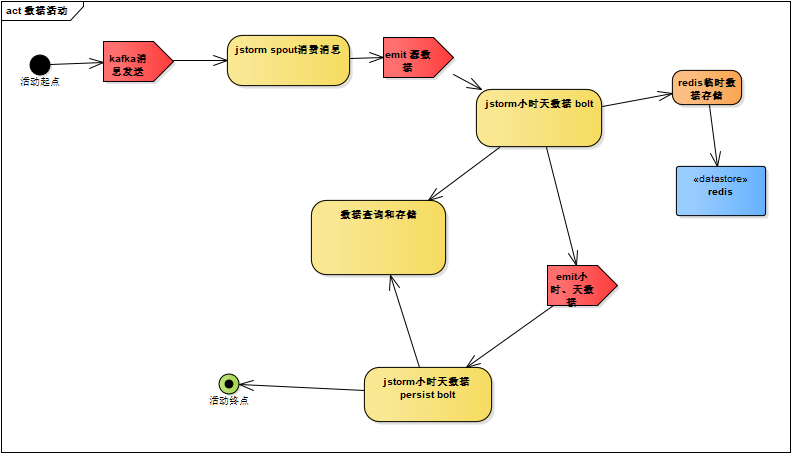 act 数据活动
kafka消
息发送
活动起点
jstorm spout消费消息
emit 源数
据
jstorm小时天数据 bolt
redis临时数
据存储
«datastore»
redis
数据查询和存储
emit小
时、天数
据
jstorm小时天数据
persist bolt
活动终点